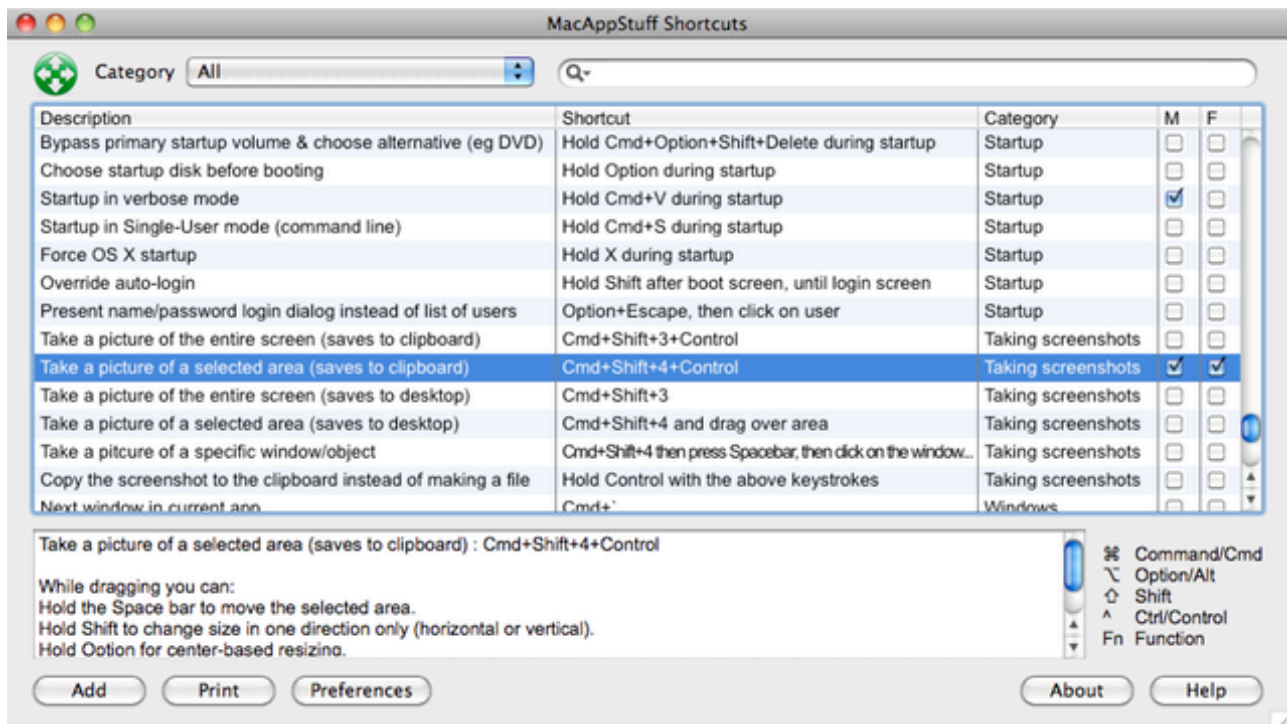 MacAppStuff Shortcuts
Category All
Description Shortcut Category M F
Bypass primary startup volume & choose alternative (eg DVD) Hold Cmd+Option+Shift+Delete during startup Startup
Choose startup disk before booting Hold Option during startup Startup
Startup in verbose mode Hold Cmd+V during startup Startup
Startup in Single-User mode (command line) Hold Cmd+S during startup Startup
Force OS X startup Hold X during startup Startup
Override auto-login Hold Shift after boot screen, until login screen Startup
Present name/password login dialog instead of list of users Option+Escape, then click on user Startup
Take a picture of the entire screen (saves to clipboard) Cmd+Shift+3+Control Taking screenshots
Take a picture of a selected area (saves to clipboard) Cmd+Shift+4+Control Taking screenshots
Take a picture of the entire screen (saves to desktop) Cmd+Shift+3 Taking screenshots
Take a picture of a selected area (saves to desktop) Cmd+Shift+4 and drag over area Taking screenshots
Take a pitcure of a specific window/object Cmd+Shift+4 then press Spacebar, then click on the window... Taking screenshots
Copy the screenshot to the clipboard instead of making a file Hold Control with the above keystrokes Taking screenshots
Next window in current app Cmd+` Windows
Take a picture of a selected area (saves to clipboard) : Cmd+Shift+4+Control
While dragging you can:
Hold the Space bar to move the selected area.
Hold Shift to change size in one direction only (horizontal or vertical).
Hold Option for center-based resizing.
⌘ Command/Cmd
⌥ Option/Alt
⇧ Shift
^ Ctrl/Control
Fn Function
Add Print Preferences About Help